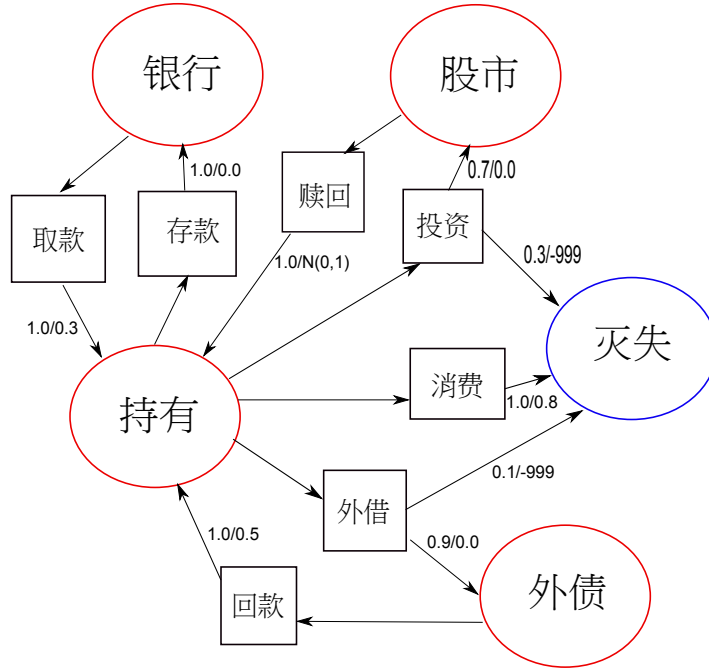 银行
股市
1.0/0.0
0.7/0.0
取款
存款
赎回
投资
0.3/-999
1.0/N(0,1)
1.0/0.3
灭失
持有
消费
1.0/0.8
0.1/-999
外借
1.0/0.5
0.9/0.0
回款
外债